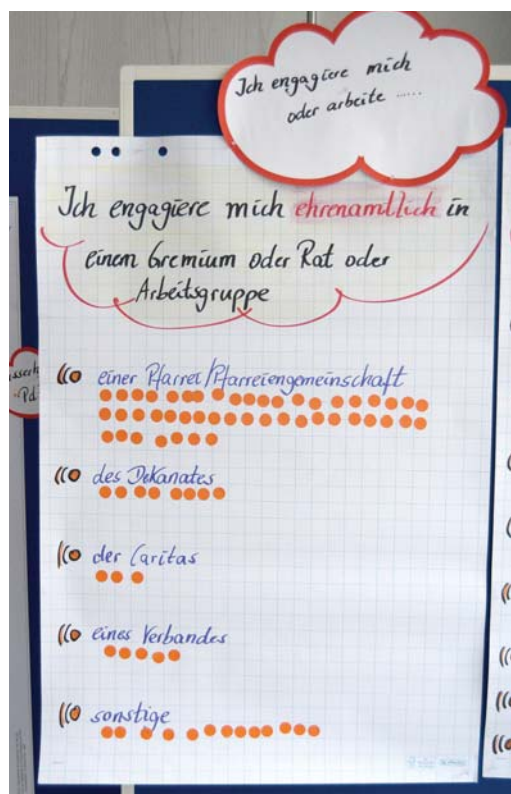 Ich engagiere mich
oder arbeite .....
Ich engagiere mich ehrenamtlich in
einem Gremium oder Rat oder
Arbeitsgruppe
einer Pfarrei/Pfarreiengemeinschaft
des Dekanates
der Caritas
eines Verbandes
sonstige